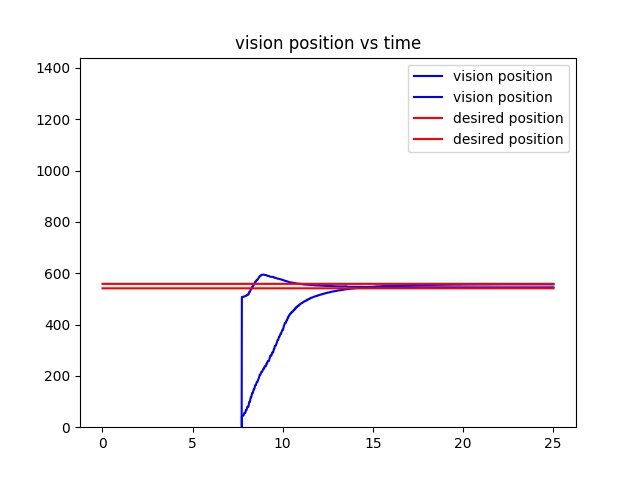 vision position vs time
1400
1200
1000
800
600
400
200
0
vision position
vision position
desired position
desired position
0 5 10 15 20 25